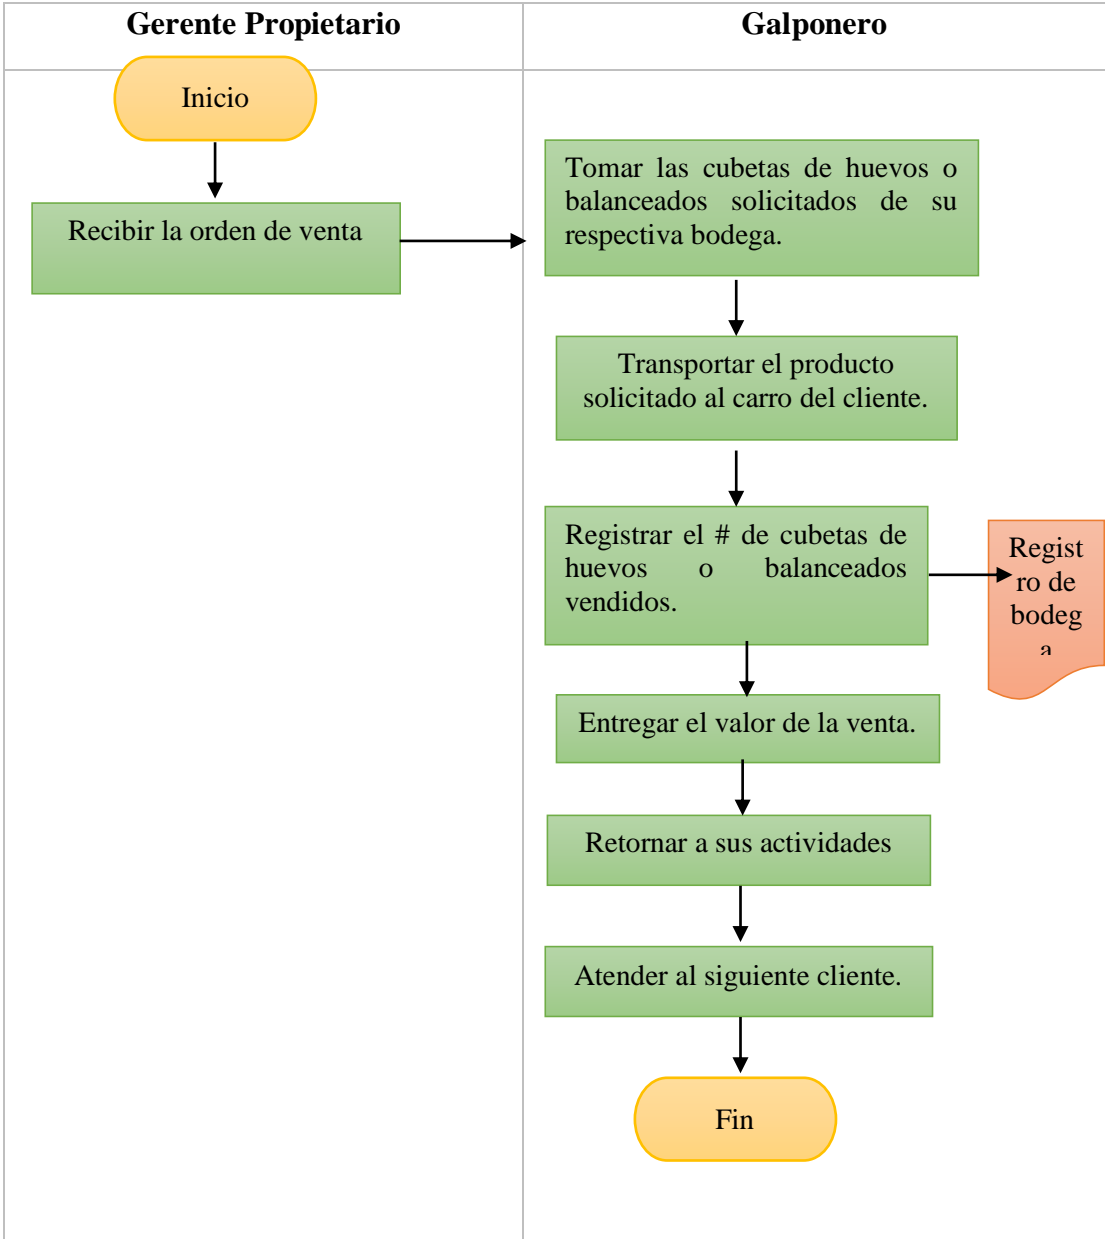 Gerente Propietario
Galponero
Inicio
Recibir la orden de venta
Tomar las cubetas de huevos o
balanceados solicitados de su
respectiva bodega.
Transportar el producto
solicitado al carro del cliente.
Registrar el # de cubetas de
huevos o balanceados
vendidos.
Regist
ro de
bodeg
a
Entregar el valor de la venta.
Retornar a sus actividades
Atender al siguiente cliente.
Fin